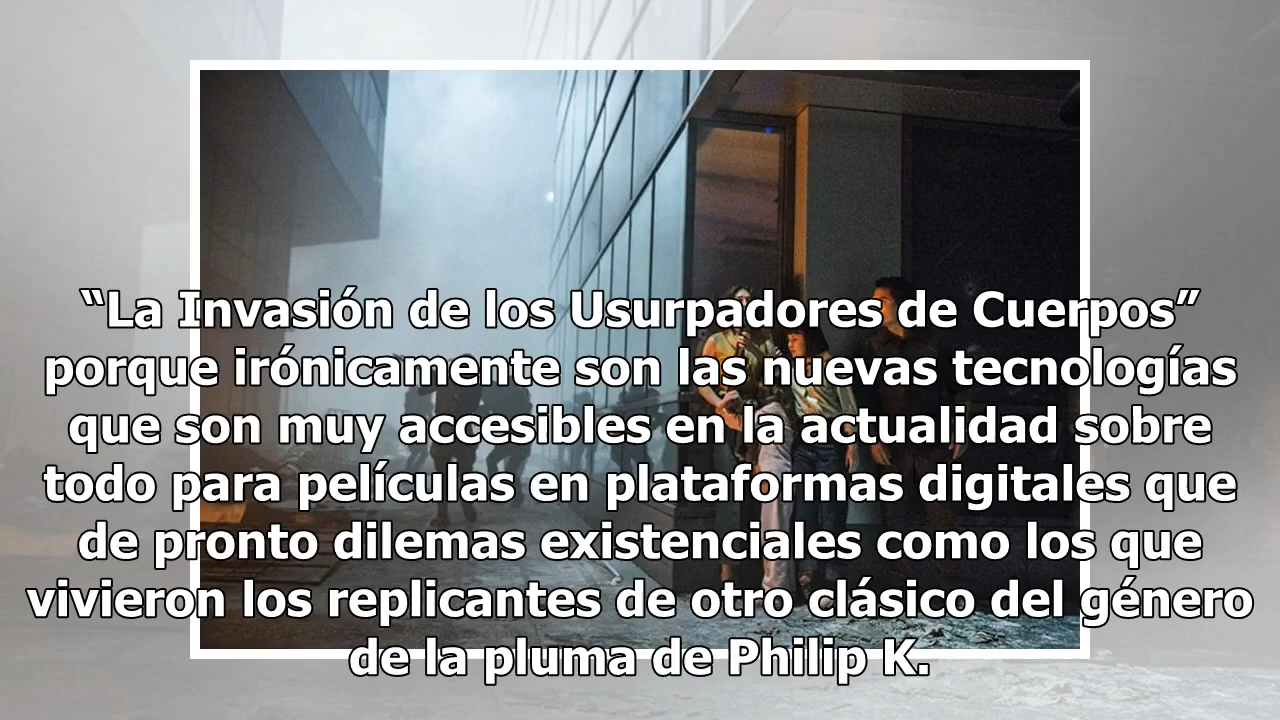 “La Invasión de los Usurpadores de Cuerpos”
porque irónicamente son las nuevas tecnologías
que son muy accesibles en la actualidad sobre
todo para películas en plataformas digitales que
de pronto dilemas existenciales como los que
vivieron los replicantes de otro clásico del género
de la pluma de Philip K.